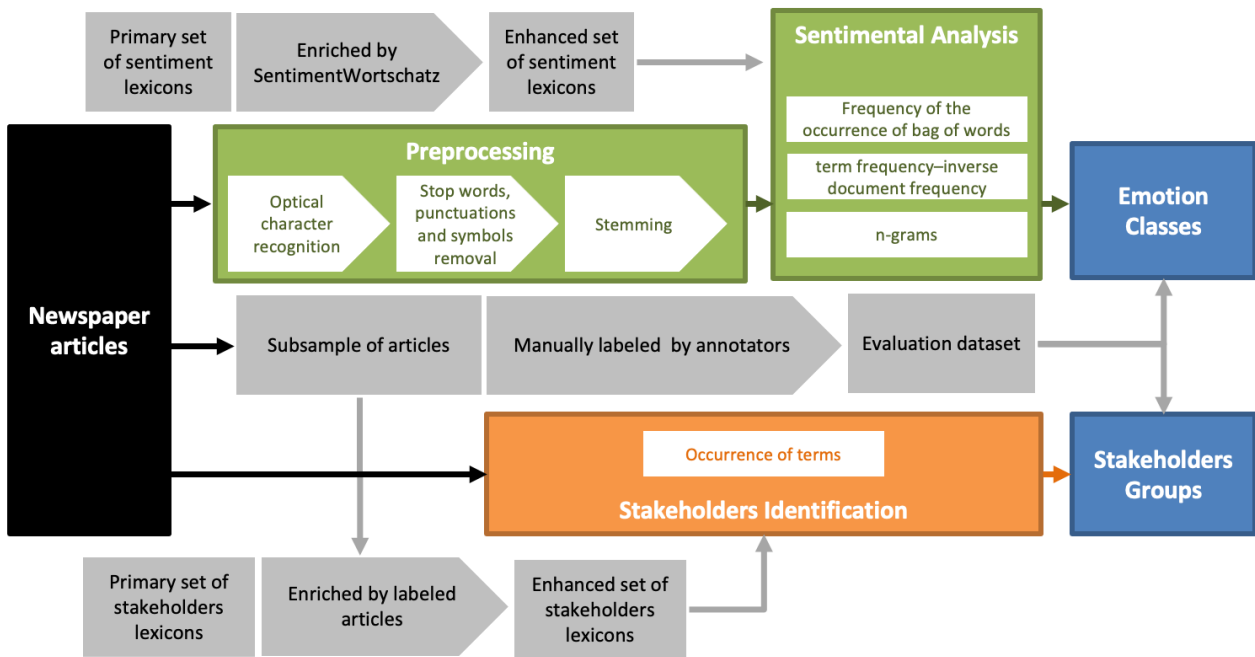 Primary set
of sentiment
lexicons
Enriched by
SentimentWortschatz
Enhanced set
of sentiment
lexicons
Sentimental Analysis
Frequency of the
occurrence of bag of words
term frequency–inverse
document frequency
n-grams
Preprocessing
Optical
character
recognition
Stop words,
punctuations
and symbols
removal
Stemming
Emotion
Classes
Newspaper
articles
Subsample of articles
Manually labeled by annotators
Evaluation dataset
Occurrence of terms
Stakeholders Identification
Stakeholders
Groups
Primary set of
stakeholders
lexicons
Enriched by labeled
articles
Enhanced set of
stakeholders
lexicons